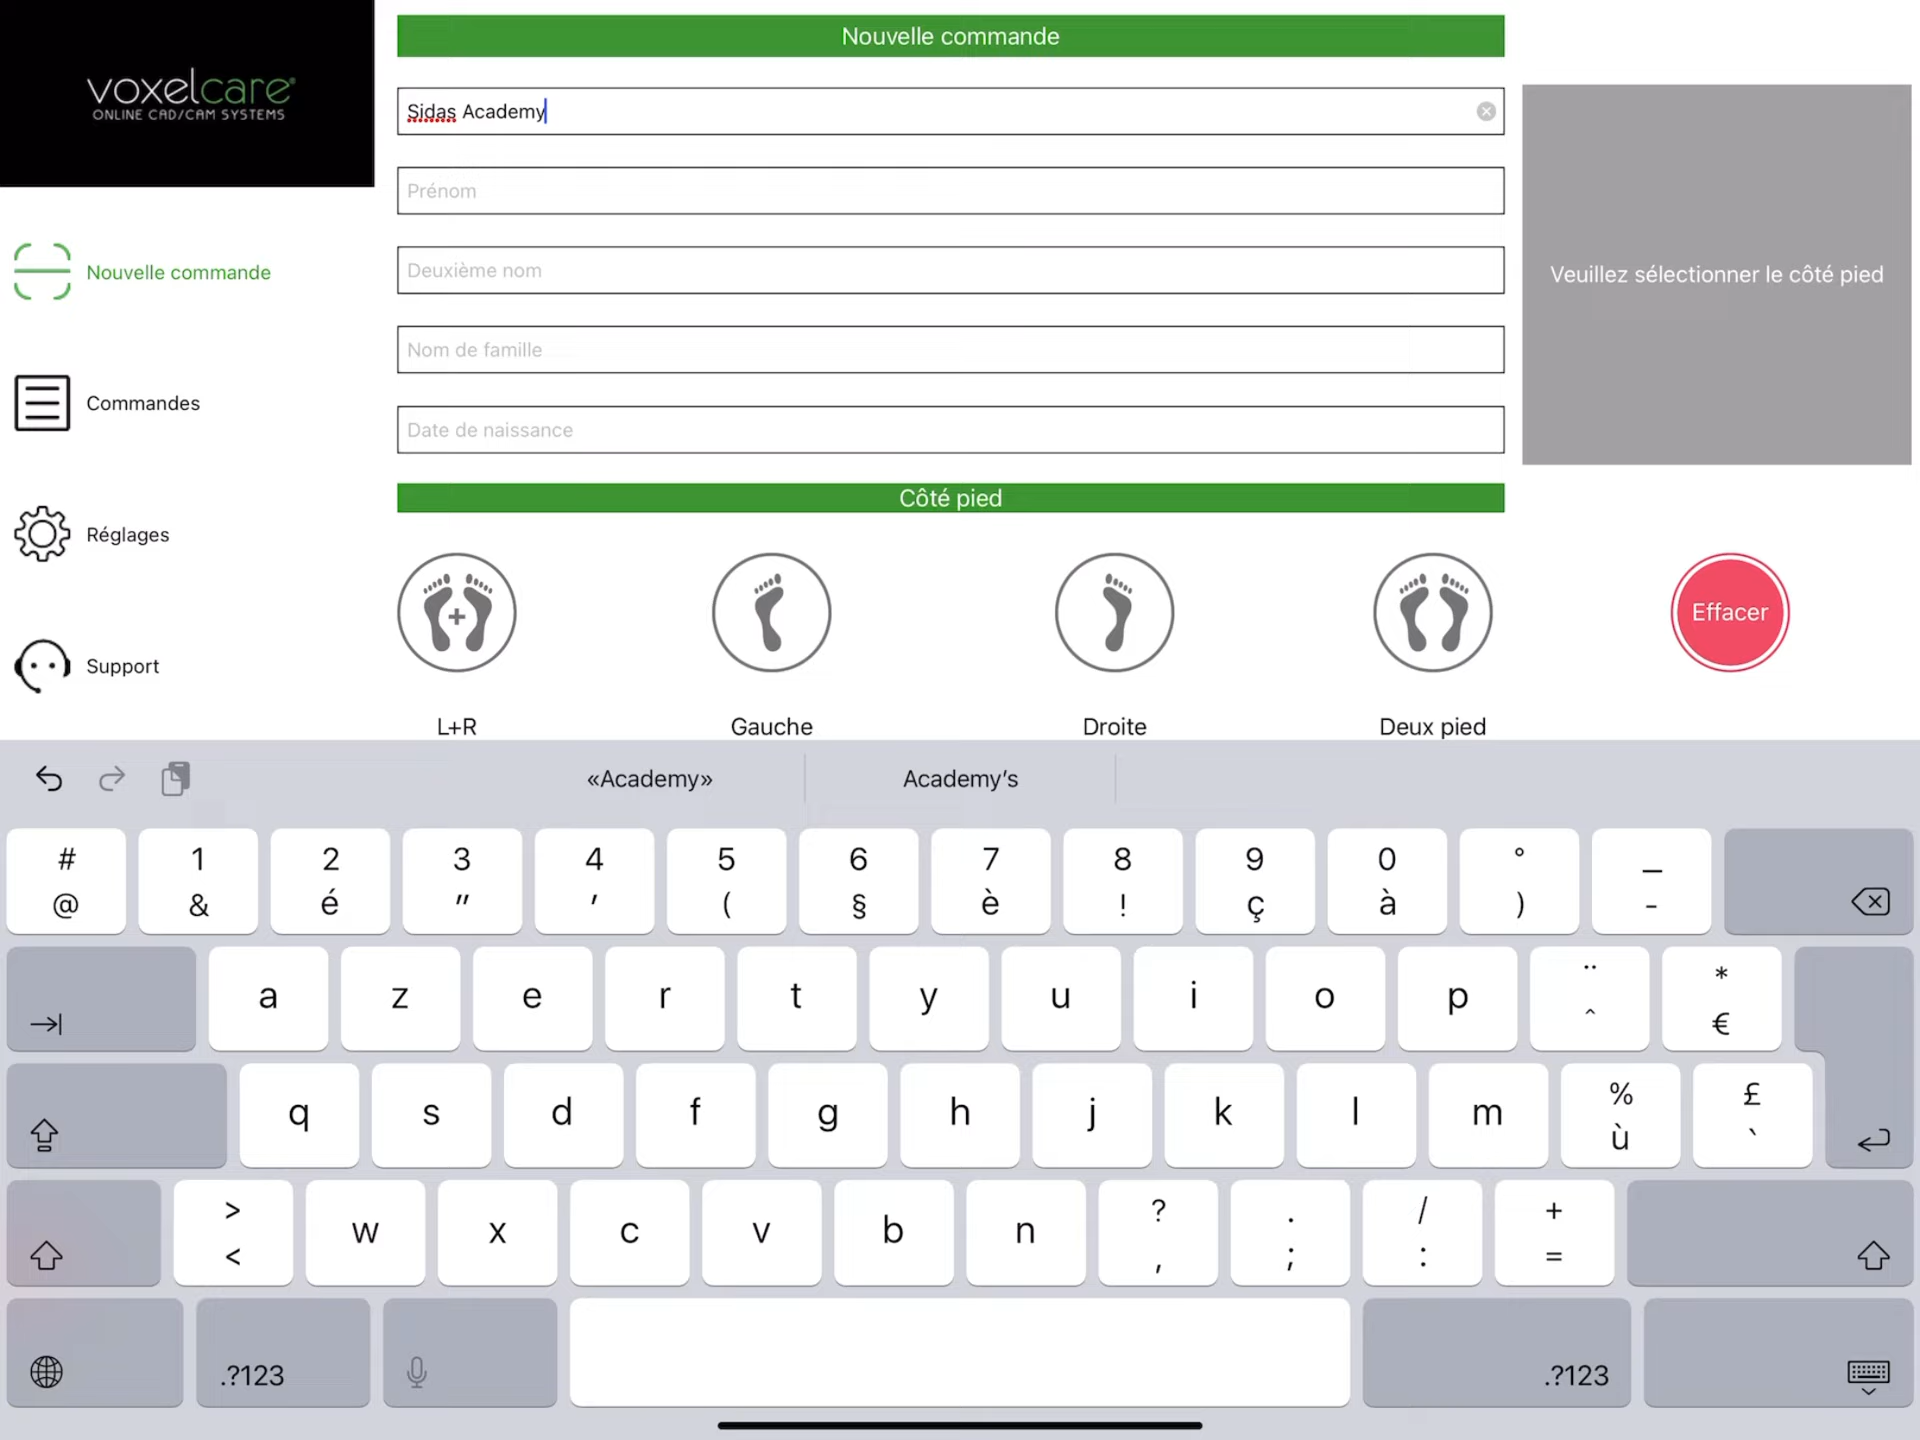 voxelcare®
ONLINE CAD/CAM SYSTEMS
Nouvelle commande
Commandes
Réglages
Support
Nouvelle commande
Sidas Academy
Prénom
Deuxième nom
Nom de famille
Date de naissance
Veuillez sélectionner le côté pied
Côté pied
L+R
Gauche
Droite
Deux pied
Effacer
«Academy» Academy’s
# 1 2 3 4 5 6 7 8 9 0 ° _
@ & é " ' ( § è ! ç à ) -
a z e r t y u i o p ¨ ^ * €
q s d f g h j k l m % ù £ `
> < w x c v b n ? , . ; / : + =
.?123 .?123